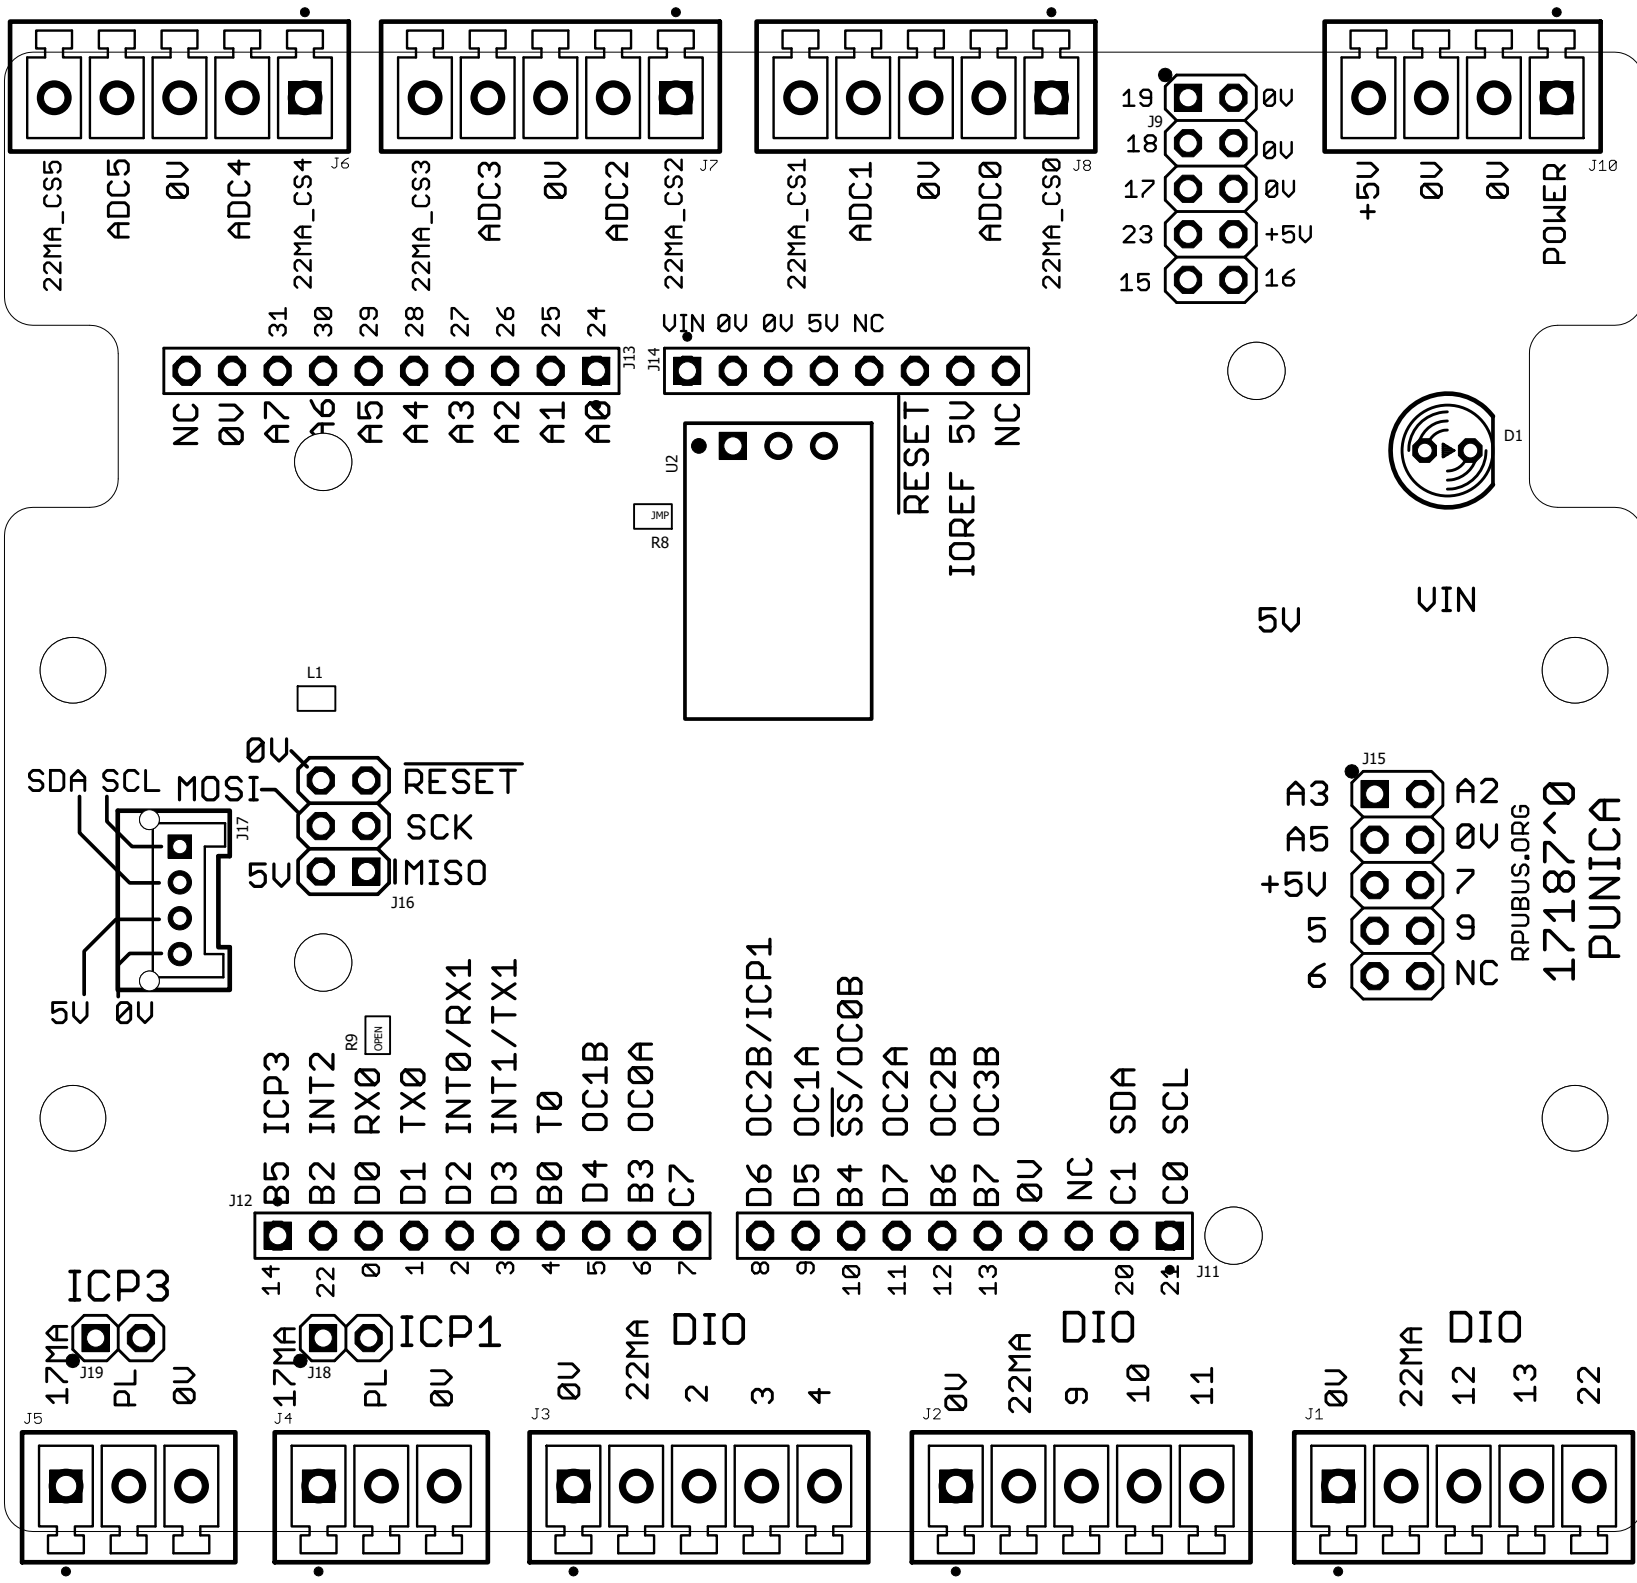 J6
J7
J8
J10
22MA_CS5
ADC5
0V
ADC4
22MA_CS4
22MA_CS3
ADC3
0V
ADC2
22MA_CS2
22MA_CS1
ADC1
0V
ADC0
22MA_CS0
+5V
0V
0V
POWER
19 0V
J9
18 0V
17 0V
23 +5V
15 16
31 30 29 28 27 26 25 24
J13
NC 0V A7 A6 A5 A4 A3 A2 A1 A0
VIN 0V 0V 5V NC
J14
RESET
IOREF
5V
NC
U2
JMP
R8
D1
VIN
5V
L1
0V RESET
MOSI SCK
5V MISO
J16
SDA SCL
J17
5V 0V
J15
A3 A2
A5 0V
+5V 7
5 9
6 NC
RPUBUS.ORG
17187^0
PUNICA
R9
OPEN
ICP3
INT2
RX0
TX0
INT0/RX1
INT1/TX1
T0
OC1B
OC0A
B5 B2 D0 D1 D2 D3 B0 D4 B3 C7
J12
14 22 0 1 2 3 4 5 6 7
OC2B/ICP1
OC1A
SS/OC0B
OC2A
OC2B
OC3B
SDA
SCL
D6 D5 B4 D7 B6 B7 0V NC C1 C0
J11
8 9 10 11 12 13 20 21
ICP3
J19
17MA PL 0V
J5
ICP1
J18
17MA PL 0V
J4
DIO
0V 22MA 2 3 4
J3
DIO
0V 22MA 9 10 11
J2
DIO
0V 22MA 12 13 22
J1